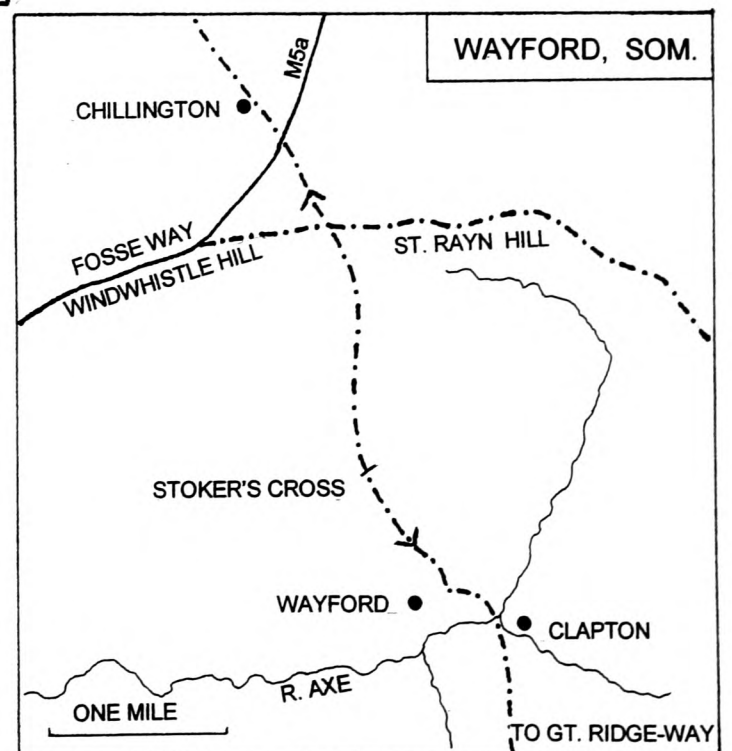 WAYFORD, SOM.
M5a
CHILLINGTON
FOSSE WAY
WINDWHISTLE HILL
ST. RAYN HILL
STOKER'S CROSS
WAYFORD
CLAPTON
R. AXE
ONE MILE
TO GT. RIDGE-WAY